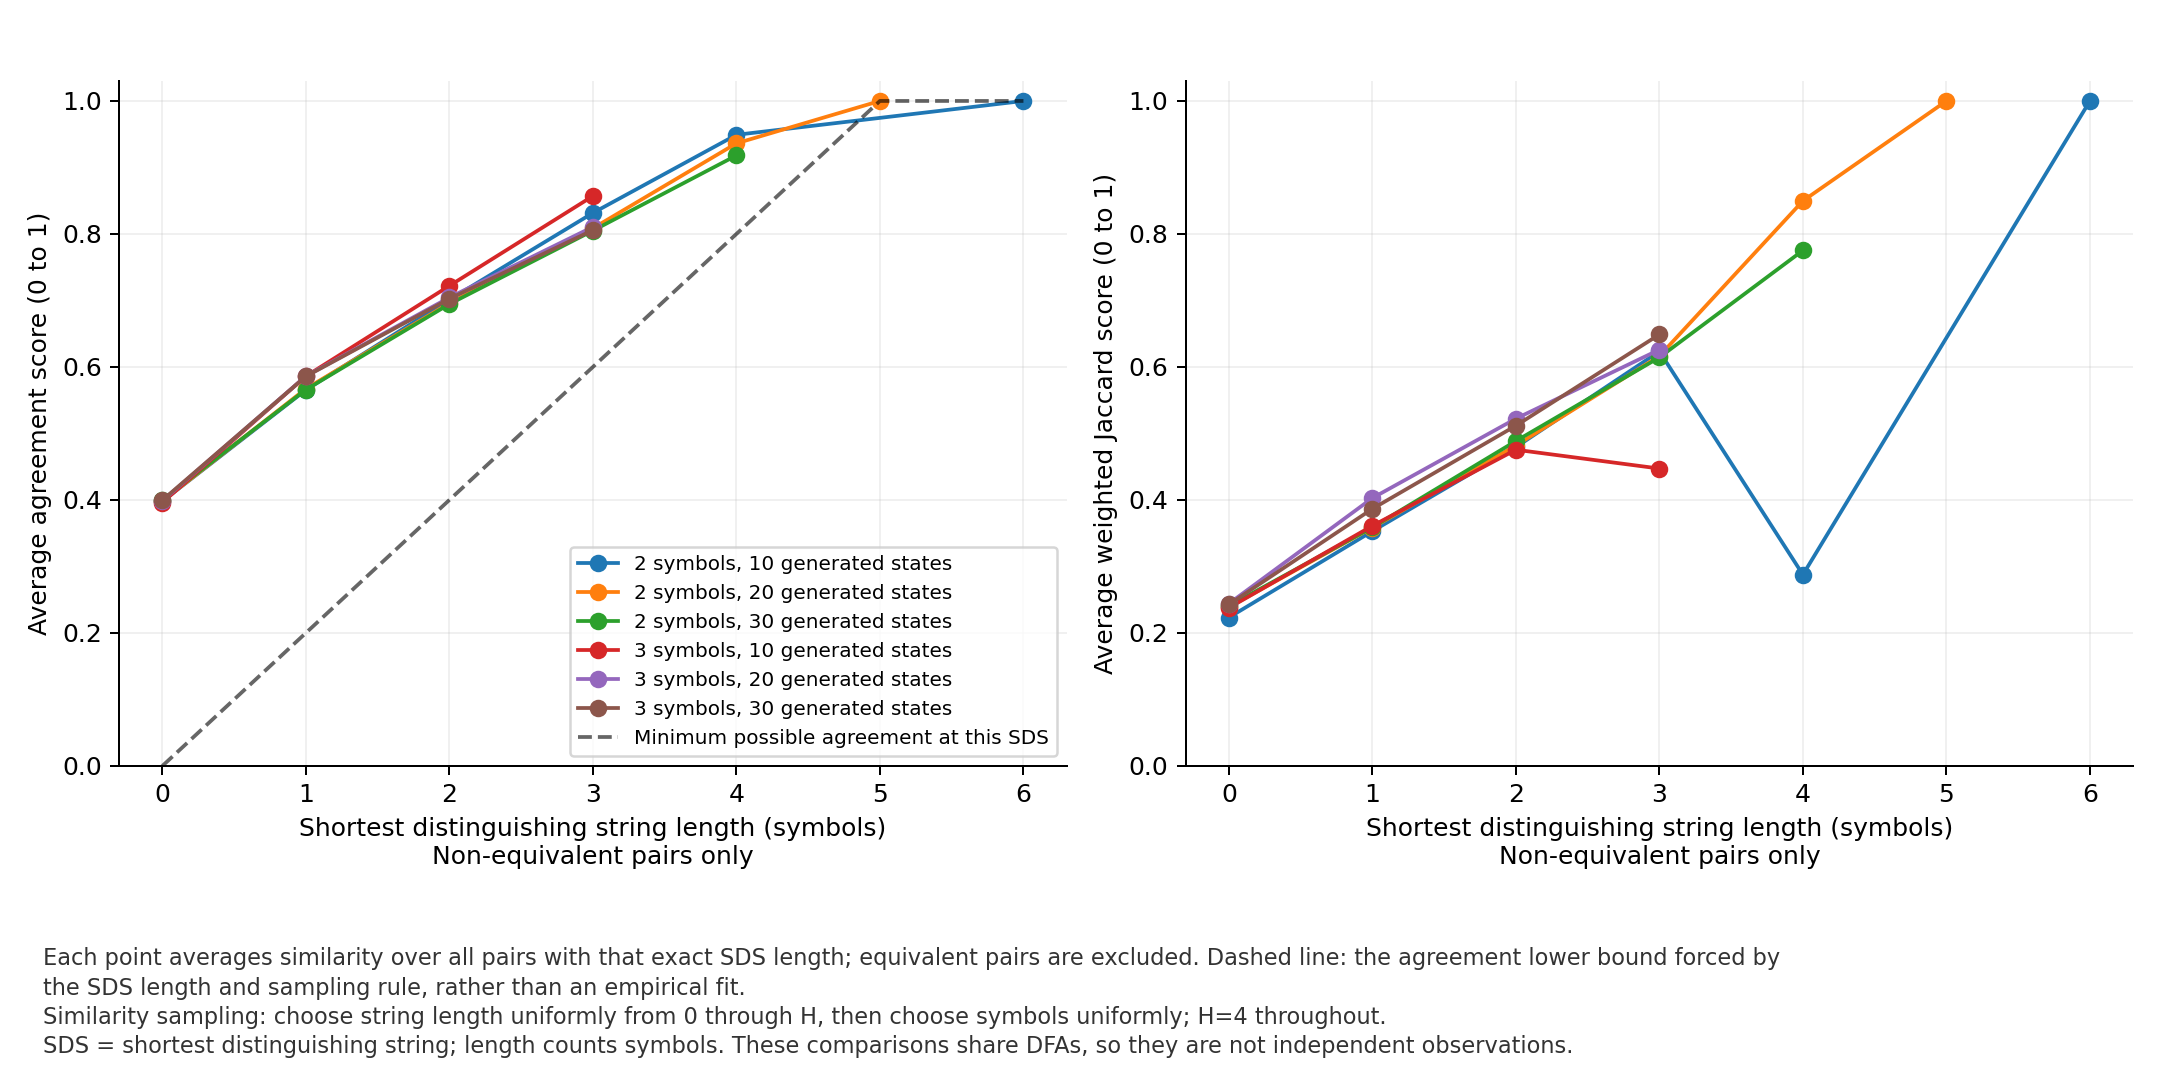 Average agreement score (0 to 1)
1.0
0.8
0.6
0.4
0.2
0.0
0 1 2 3 4 5 6
Shortest distinguishing string length (symbols)
Non-equivalent pairs only
2 symbols, 10 generated states
2 symbols, 20 generated states
2 symbols, 30 generated states
3 symbols, 10 generated states
3 symbols, 20 generated states
3 symbols, 30 generated states
Minimum possible agreement at this SDS
Average weighted Jaccard score (0 to 1)
1.0
0.8
0.6
0.4
0.2
0.0
0 1 2 3 4 5 6
Shortest distinguishing string length (symbols)
Non-equivalent pairs only
Each point averages similarity over all pairs with that exact SDS length; equivalent pairs are excluded. Dashed line: the agreement lower bound forced by
the SDS length and sampling rule, rather than an empirical fit.
Similarity sampling: choose string length uniformly from 0 through H, then choose symbols uniformly; H=4 throughout.
SDS = shortest distinguishing string; length counts symbols. These comparisons share DFAs, so they are not independent observations.